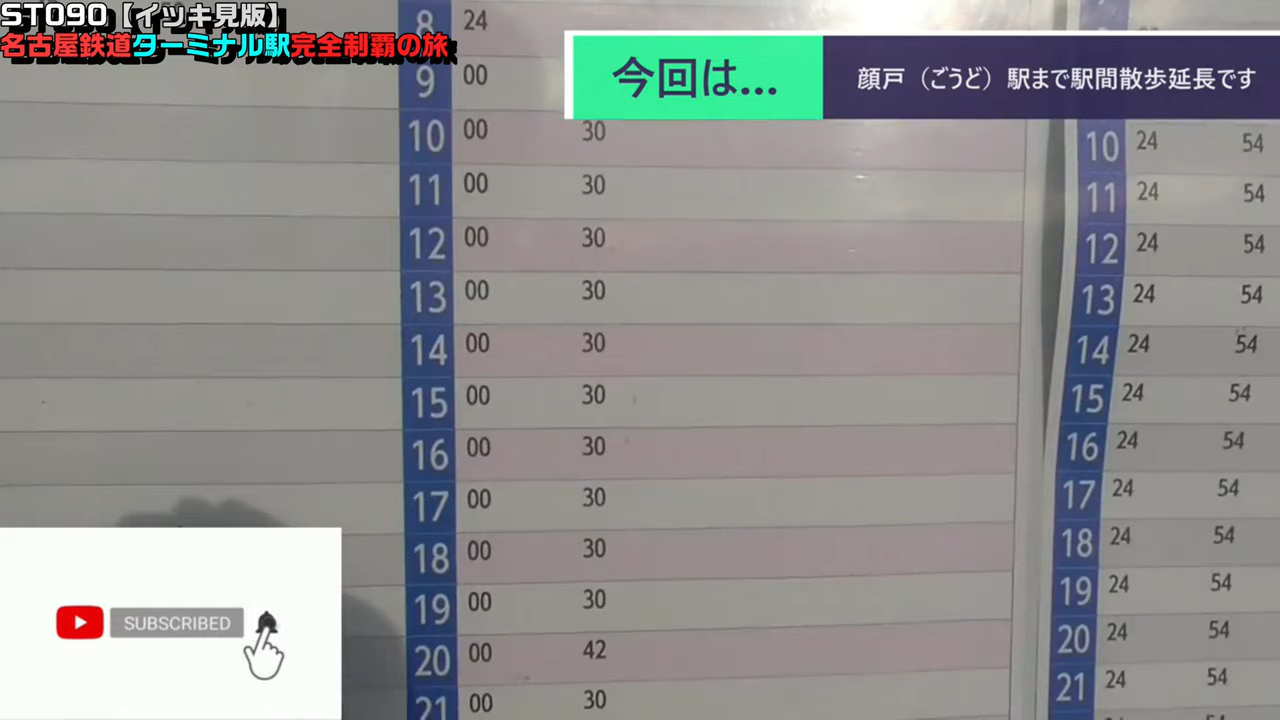 ST090【イッキ見版】
名古屋鉄道ターミナル駅完全制覇の旅
今回は... 顔戸（ごうど）駅まで駅間散歩延長です
8 24
9 00
10 00 30
11 00 30
12 00 30
13 00 30
14 00 30
15 00 30
16 00 30
17 00 30
18 00 30
19 00 30
20 00 42
21 00 30
10 24 54
11 24 54
12 24 54
13 24 54
14 24 54
15 24 54
16 24 54
17 24 54
18 24 54
19 24 54
20 24 54
21 24 54
SUBSCRIBED